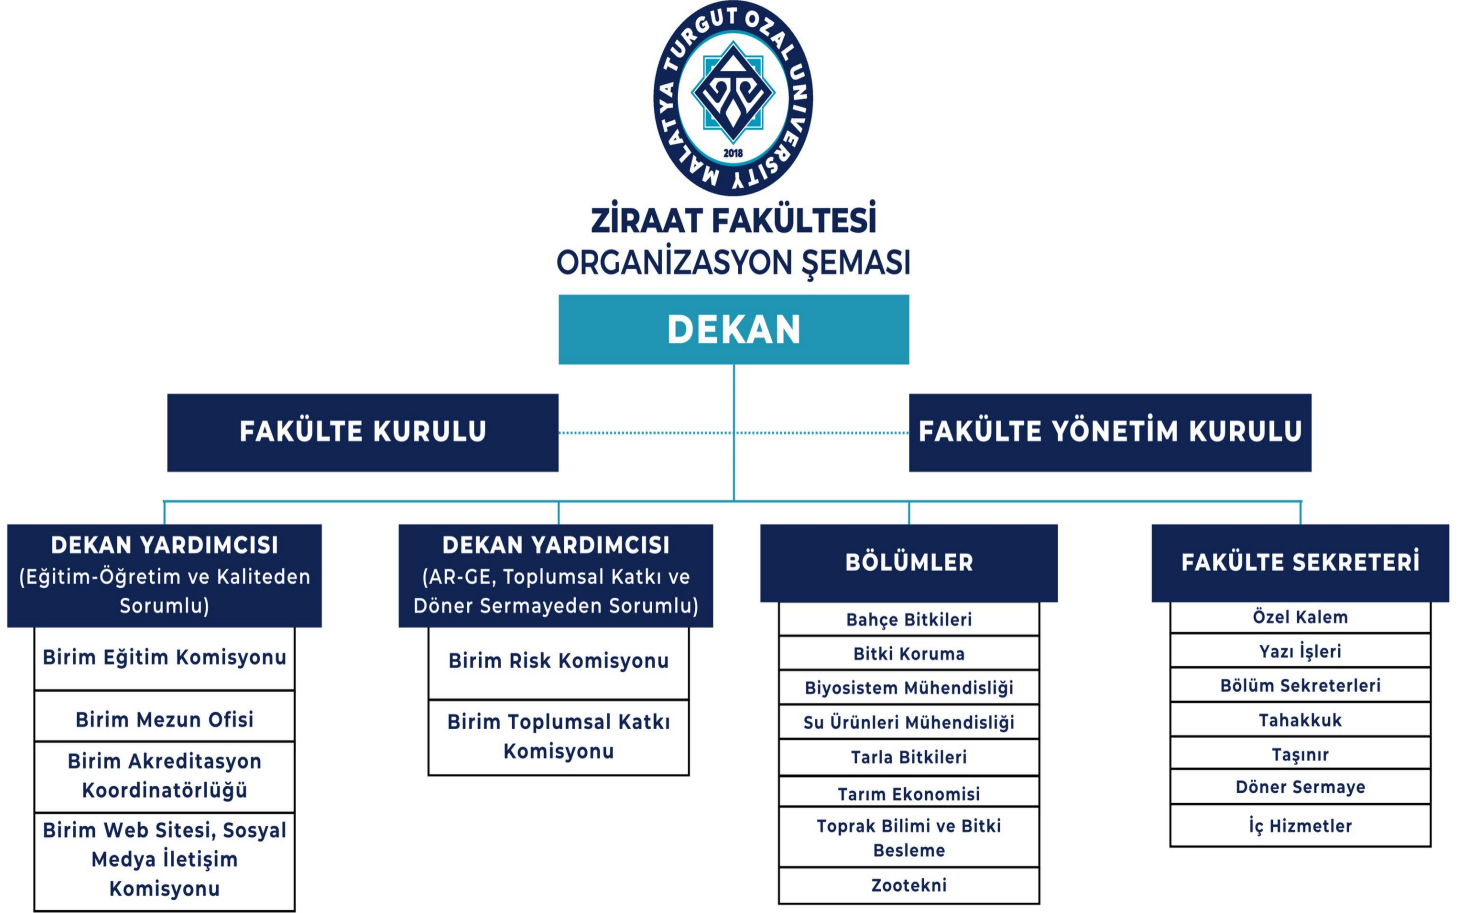 MALATYA TURGUT OZAL UNIVERSITY
2018
ZİRAAT FAKÜLTESİ
ORGANİZASYON ŞEMASI
DEKAN
FAKÜLTE KURULU
FAKÜLTE YÖNETİM KURULU
DEKAN YARDIMCISI
(Eğitim-Öğretim ve Kaliteden
Sorumlu)
Birim Eğitim Komisyonu
Birim Mezun Ofisi
Birim Akreditasyon
Koordinatörlüğü
Birim Web Sitesi, Sosyal
Medya İletişim
Komisyonu
DEKAN YARDIMCISI
(AR-GE, Toplumsal Katkı ve
Döner Sermayeden Sorumlu)
Birim Risk Komisyonu
Birim Toplumsal Katkı
Komisyonu
BÖLÜMLER
Bahçe Bitkileri
Bitki Koruma
Biyosistem Mühendisliği
Su Ürünleri Mühendisliği
Tarla Bitkileri
Tarım Ekonomisi
Toprak Bilimi ve Bitki
Besleme
Zootekni
FAKÜLTE SEKRETERİ
Özel Kalem
Yazı İşleri
Bölüm Sekreterleri
Tahakkuk
Taşınır
Döner Sermaye
İç Hizmetler